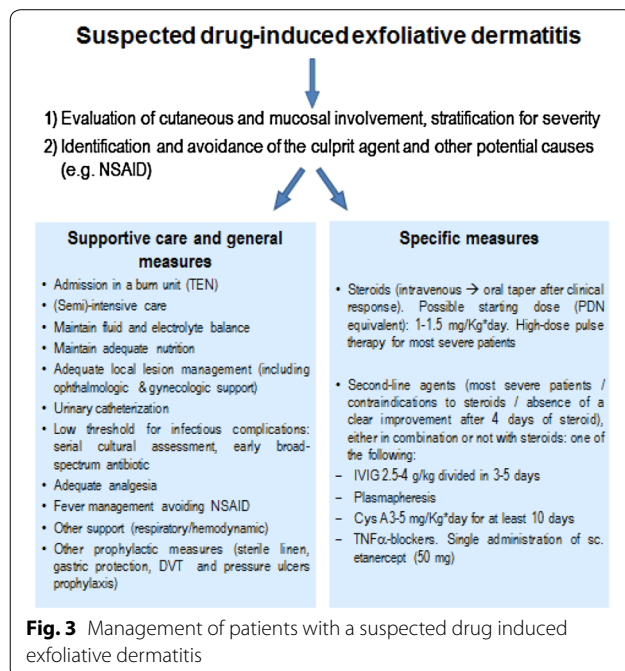 Suspected drug-induced exfoliative dermatitis
1) Evaluation of cutaneous and mucosal involvement, stratification for severity
2) Identification and avoidance of the culprit agent and other potential causes
(e.g. NSAID)
Supportive care and general
measures
• Admission in a burn unit (TEN)
• (Semi)-intensive care
• Maintain fluid and electrolyte balance
• Maintain adequate nutrition
• Adequate local lesion management (including
ophthalmologic & gynecologic support)
• Urinary catheterization
• Low threshold for infectious complications:
serial cultural assessment, early broad-
spectrum antibiotic
• Adequate analgesia
• Fever management avoiding NSAID
• Other support (respiratory/hemodynamic)
• Other prophylactic measures (sterile linen,
gastric protection, DVT and pressure ulcers
prophylaxis)
Specific measures
• Steroids (intravenous → oral taper after clinical
response). Possible starting dose (PDN
equivalent): 1-1.5 mg/Kg*day. High-dose pulse
therapy for most severe patients
• Second-line agents (most severe patients /
contraindications to steroids / absence of a
clear improvement after 4 days of steroid),
either in combination or not with steroids: one of
the following:
– IVIG 2.5-4 g/kg divided in 3-5 days
– Plasmapheresis
– Cys A 3-5 mg/Kg*day for at least 10 days
– TNFα-blockers. Single administration of sc.
etanercept (50 mg)
Fig. 3 Management of patients with a suspected drug induced
exfoliative dermatitis